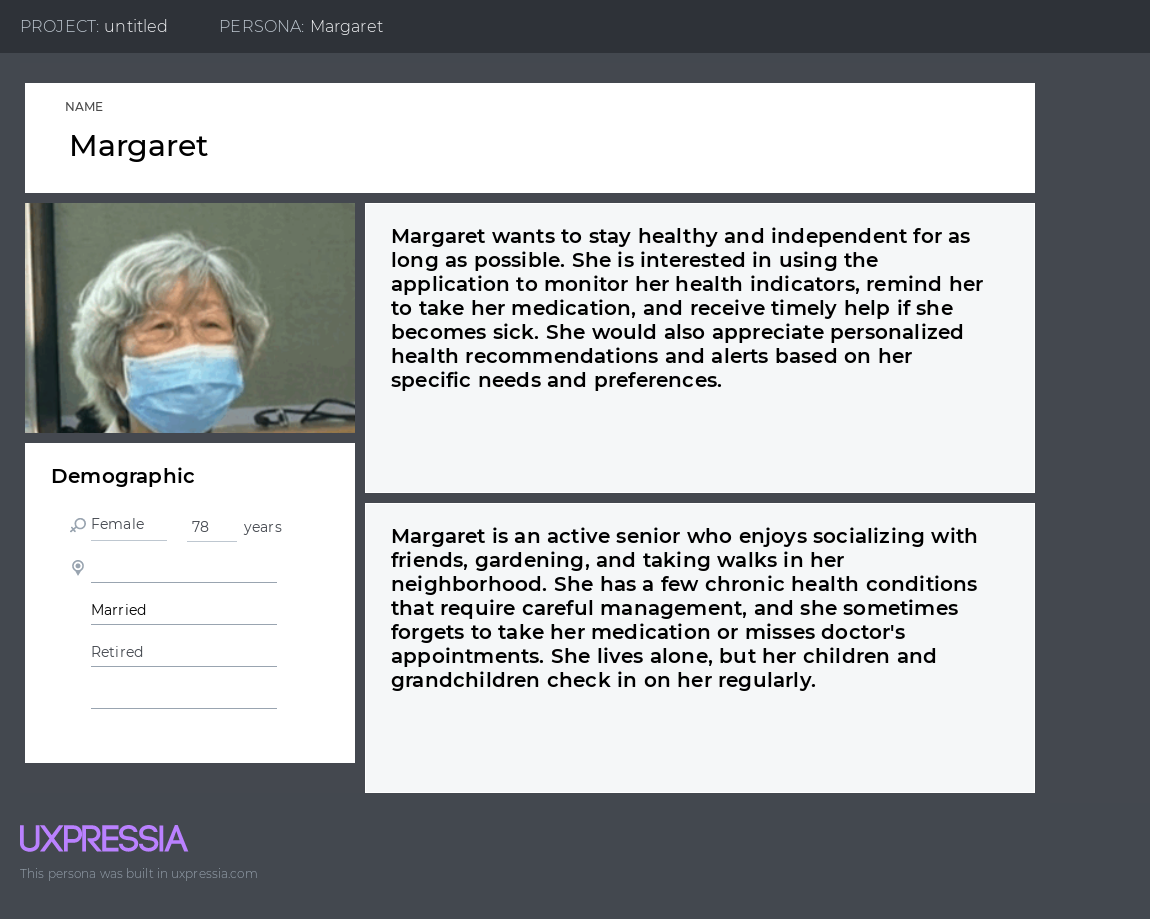 PROJECT: untitled PERSONA: Margaret
NAME
Margaret
Margaret wants to stay healthy and independent for as
long as possible. She is interested in using the
application to monitor her health indicators, remind her
to take her medication, and receive timely help if she
becomes sick. She would also appreciate personalized
health recommendations and alerts based on her
specific needs and preferences.
Demographic
Female 78 years
Married
Retired
Margaret is an active senior who enjoys socializing with
friends, gardening, and taking walks in her
neighborhood. She has a few chronic health conditions
that require careful management, and she sometimes
forgets to take her medication or misses doctor's
appointments. She lives alone, but her children and
grandchildren check in on her regularly.
UXPRESSIA
This persona was built in uxpressia.com